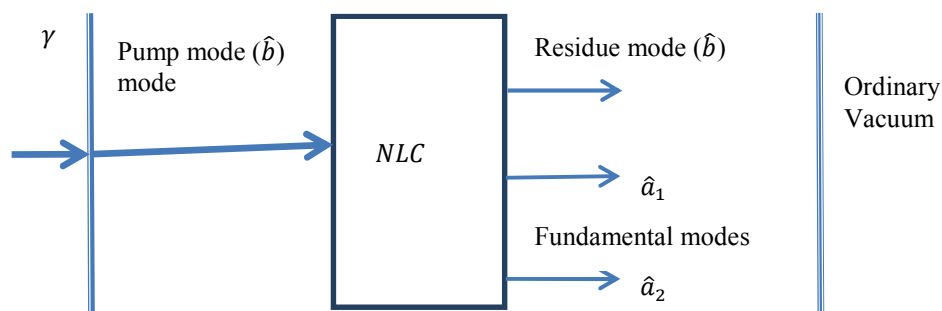 γ
Pump mode (b̂)
mode
NLC
Residue mode (b̂)
â₁
Fundamental modes
â₂
Ordinary
Vacuum